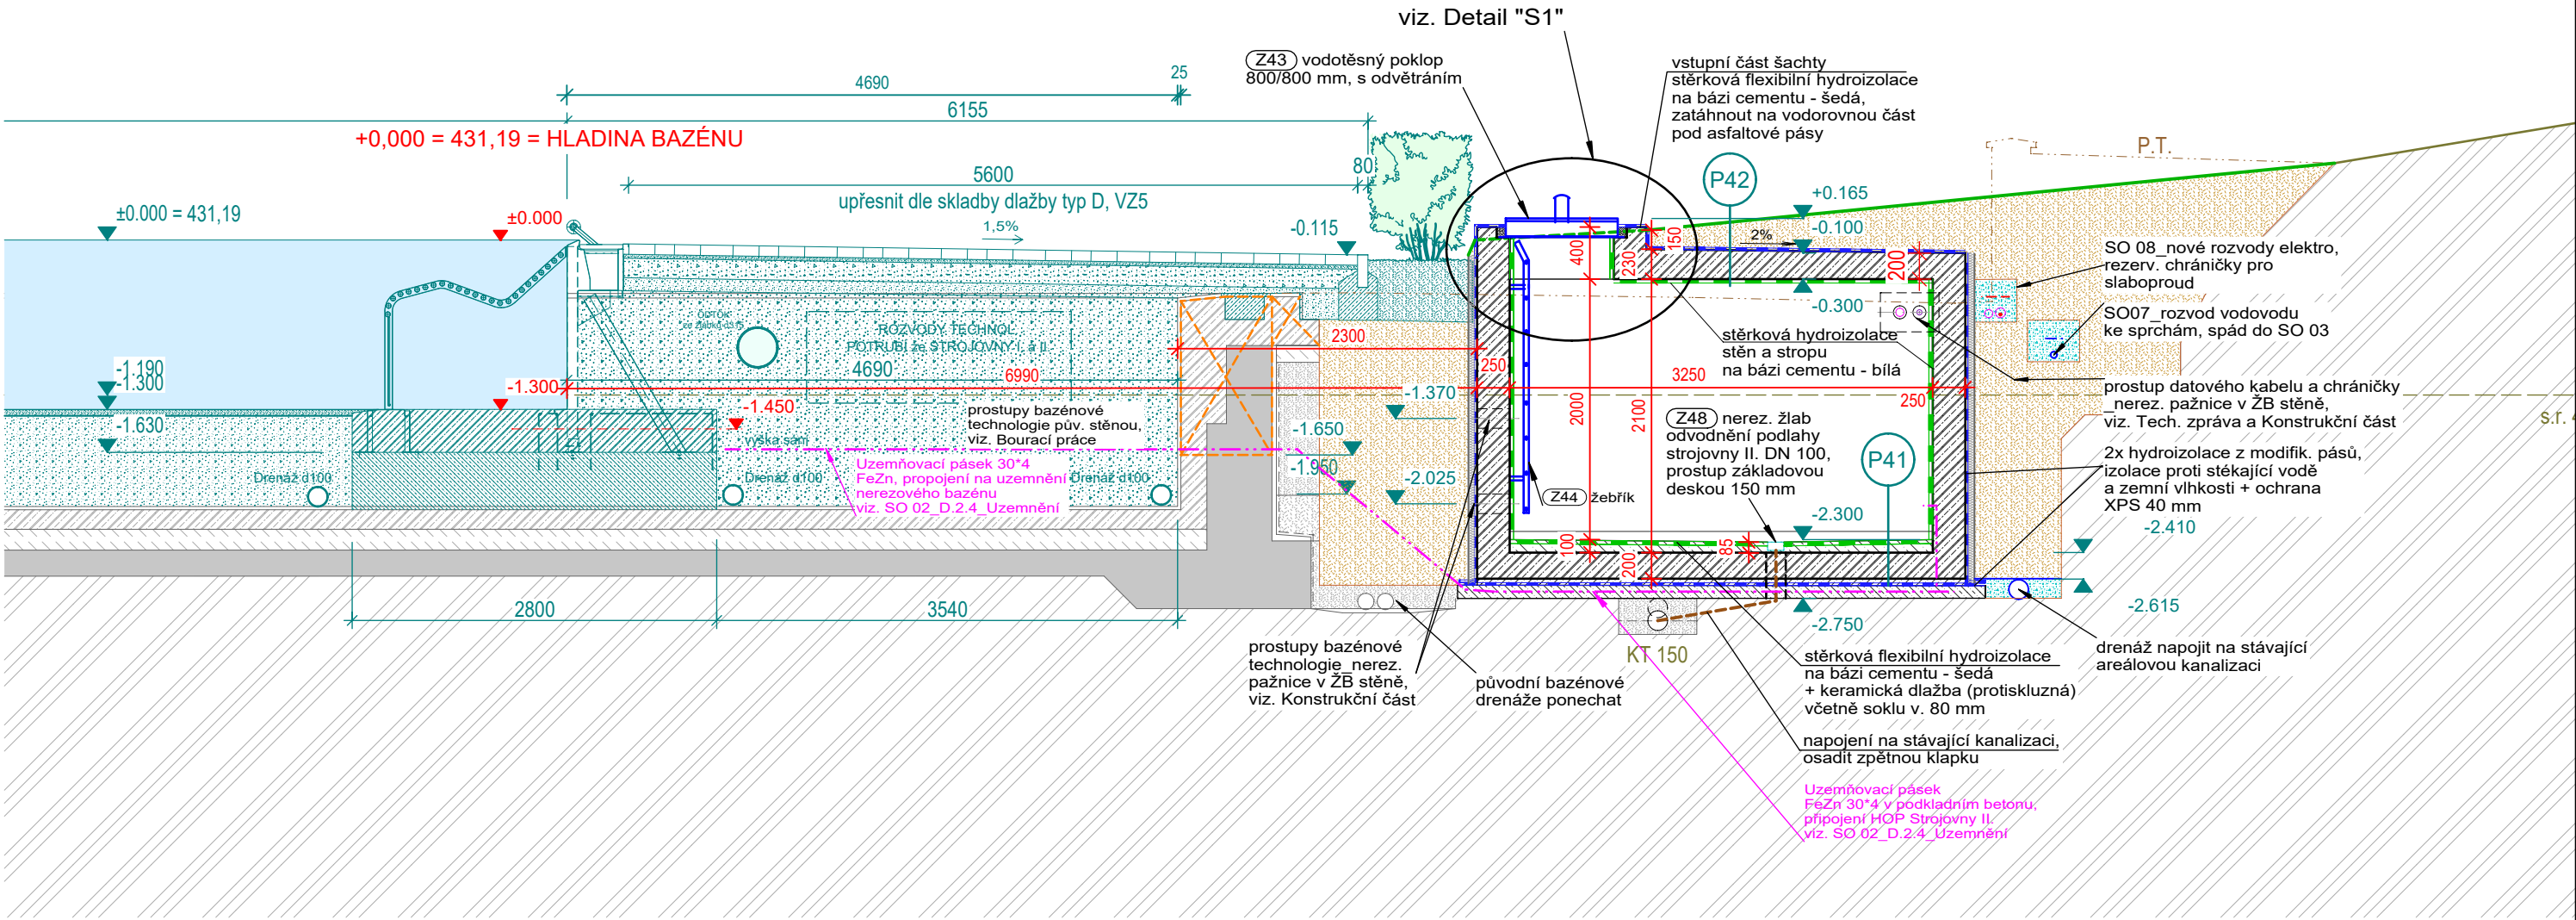 viz. Detail "S1"
Z43 vodotěsný poklop
800/800 mm, s odvětráním
vstupní část šachty
stěrková flexibilní hydroizolace
na bázi cementu - šedá,
zatáhnout na vodorovnou část
pod asfaltové pásy
4690
25
6155
+0,000 = 431,19 = HLADINA BAZÉNU
5600
80
upřesnit dle skladby dlažby typ D, VZ5
1,5%
±0.000 = 431,19
±0.000
-0.115
P42
P.T.
+0.165
-0.100
2%
150
400
230
200
-0.300
SO 08_nové rozvody elektro,
rezerv. chráničky pro
slaboproud
SO07_rozvod vodovodu
ke sprchám, spád do SO 03
ROZVODY TECHNOL.
POTRUBÍ ze STROJOVNY I. a II.
2300
stěrková hydroizolace
stěn a stropu
na bázi cementu - bílá
-1.190
-1.300
-1.300
4690
6990
250
3250
250
-1.370
prostup datového kabelu a chráničky
_nerez. pažnice v ŽB stěně,
viz. Tech. zpráva a Konstrukční část
-1.450
-1.630
výška sání
prostupy bazénové
technologie pův. stěnou,
viz. Bourací práce
-1.650
-1.950
-2.025
2000
2100
Z48 nerez. žlab
odvodnění podlahy
strojovny II. DN 100,
prostup základovou
deskou 150 mm
P41
s.r.
2x hydroizolace z modifik. pásů,
izolace proti stékající vodě
a zemní vlhkosti + ochrana
XPS 40 mm
Drenáž d100
Drenáž d100
Drenáž d100
Uzemňovací pásek 30*4
FeZn, propojení na uzemnění
nerezového bazénu
viz. SO 02_D.2.4_Uzemnění
Z44 žebřík
-2.300
-2.410
100
200
85
2800
3540
-2.615
-2.750
KT 150
prostupy bazénové
technologie_nerez.
pažnice v ŽB stěně,
viz. Konstrukční část
původní bazénové
drenáže ponechat
stěrková flexibilní hydroizolace
na bázi cementu - šedá
+ keramická dlažba (protiskluzná)
včetně soklu v. 80 mm
drenáž napojit na stávající
areálovou kanalizaci
napojení na stávající kanalizaci,
osadit zpětnou klapku
Uzemňovací pásek
FeZn 30*4 v podkladním betonu,
připojení HOP Strojovny II.
viz. SO 02_D.2.4_Uzemnění